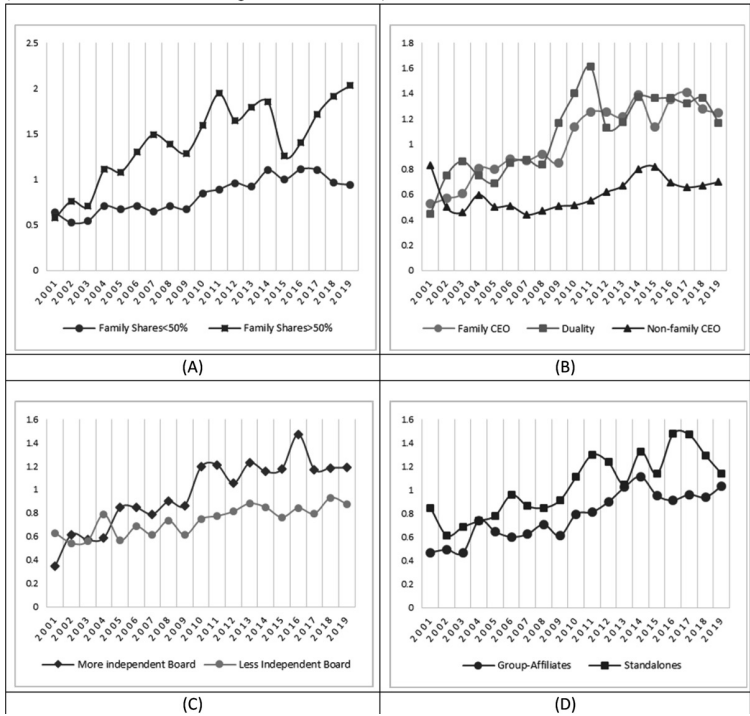 2.5
2
1.5
1
0.5
0
2001 2002 2003 2004 2005 2006 2007 2008 2009 2010 2011 2012 2013 2014 2015 2016 2017 2018 2019
Family Shares<50% Family Shares>50%
(A)
1.8
1.6
1.4
1.2
1
0.8
0.6
0.4
0.2
0
2001 2002 2003 2004 2005 2006 2007 2008 2009 2010 2011 2012 2013 2014 2015 2016 2017 2018 2019
Family CEO Duality Non-family CEO
(B)
1.6
1.4
1.2
1
0.8
0.6
0.4
0.2
0
2001 2002 2003 2004 2005 2006 2007 2008 2009 2010 2011 2012 2013 2014 2015 2016 2017 2018 2019
More independent Board Less Independent Board
(C)
1.6
1.4
1.2
1
0.8
0.6
0.4
0.2
0
2001 2002 2003 2004 2005 2006 2007 2008 2009 2010 2011 2012 2013 2014 2015 2016 2017 2018 2019
Group-Affiliates Standalones
(D)